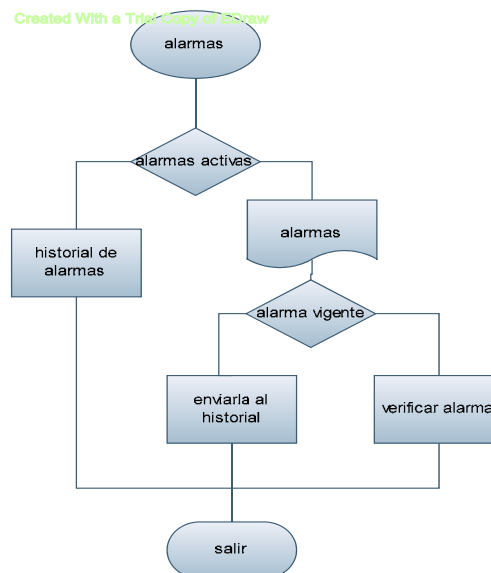 Created With a Trial Copy of EDraw
alarmas
alarmas activas
historial de
alarmas
alarmas
alarma vigente
enviarla al
historial
verificar alarma
salir